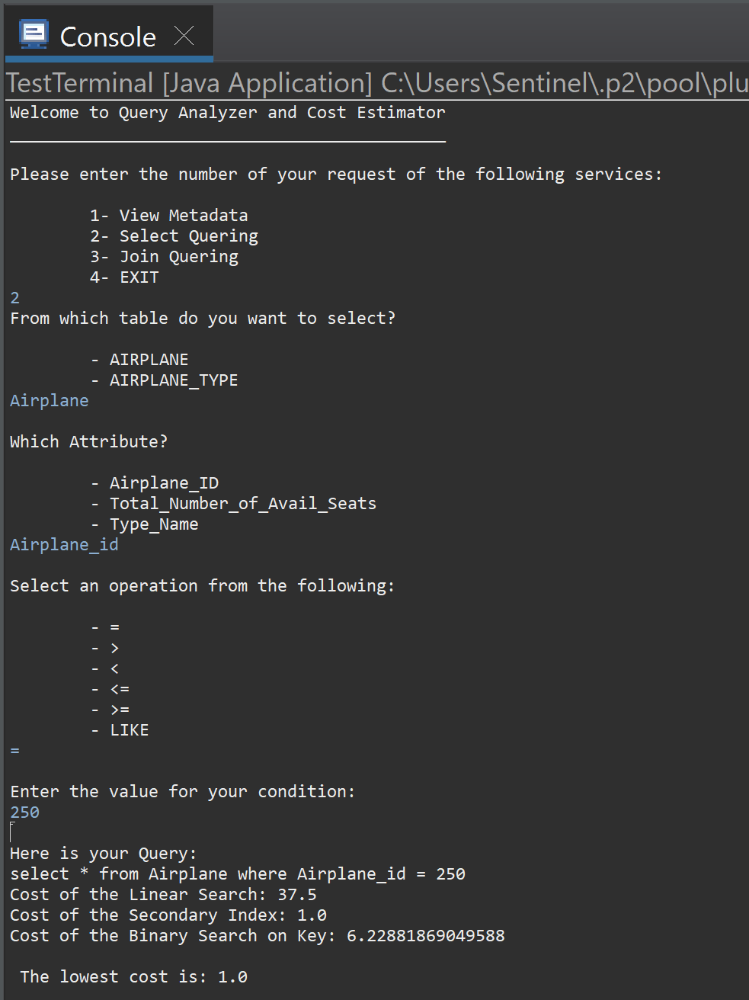 Console
TestTerminal [Java Application] C:\Users\Sentinel\.p2\pool\plu
Welcome to Query Analyzer and Cost Estimator
Please enter the number of your request of the following services:
1- View Metadata
2- Select Quering
3- Join Quering
4- EXIT
2
From which table do you want to select?
- AIRPLANE
- AIRPLANE_TYPE
Airplane
Which Attribute?
- Airplane_ID
- Total_Number_of_Avail_Seats
- Type_Name
Airplane_id
Select an operation from the following:
- =
- >
- <
- <=
- >=
- LIKE
=
Enter the value for your condition:
250
Here is your Query:
select * from Airplane where Airplane_id = 250
Cost of the Linear Search: 37.5
Cost of the Secondary Index: 1.0
Cost of the Binary Search on Key: 6.22881869049588
The lowest cost is: 1.0